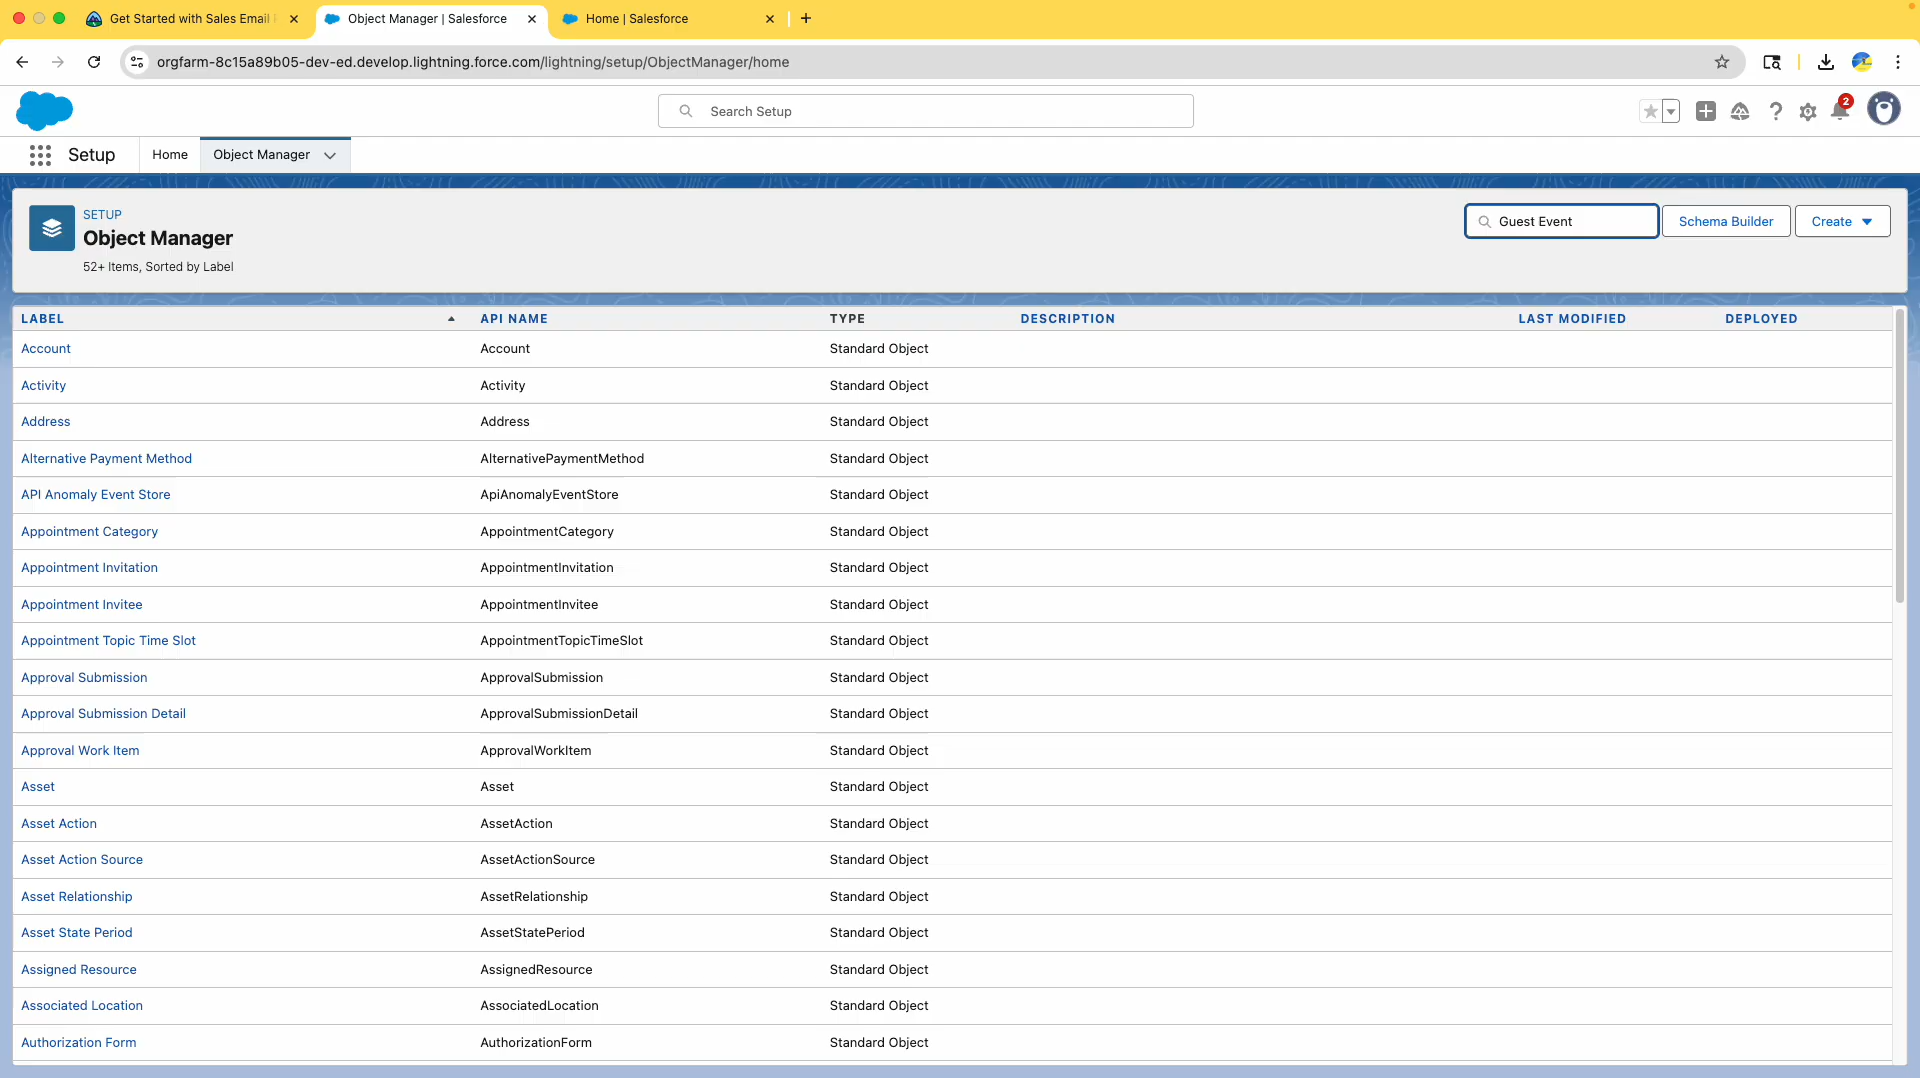 Get Started with Sales Email
Object Manager | Salesforce
Home | Salesforce
orgfarm-8c15a89b05-dev-ed.develop.lightning.force.com/lightning/setup/ObjectManager/home
Search Setup
2
Setup
Home
Object Manager
SETUP
Object Manager
52+ Items, Sorted by Label
Guest Event
Schema Builder
Create
LABEL API NAME TYPE DESCRIPTION LAST MODIFIED DEPLOYED
Account Account Standard Object
Activity Activity Standard Object
Address Address Standard Object
Alternative Payment Method AlternativePaymentMethod Standard Object
API Anomaly Event Store ApiAnomalyEventStore Standard Object
Appointment Category AppointmentCategory Standard Object
Appointment Invitation AppointmentInvitation Standard Object
Appointment Invitee AppointmentInvitee Standard Object
Appointment Topic Time Slot AppointmentTopicTimeSlot Standard Object
Approval Submission ApprovalSubmission Standard Object
Approval Submission Detail ApprovalSubmissionDetail Standard Object
Approval Work Item ApprovalWorkItem Standard Object
Asset Asset Standard Object
Asset Action AssetAction Standard Object
Asset Action Source AssetActionSource Standard Object
Asset Relationship AssetRelationship Standard Object
Asset State Period AssetStatePeriod Standard Object
Assigned Resource AssignedResource Standard Object
Associated Location AssociatedLocation Standard Object
Authorization Form AuthorizationForm Standard Object